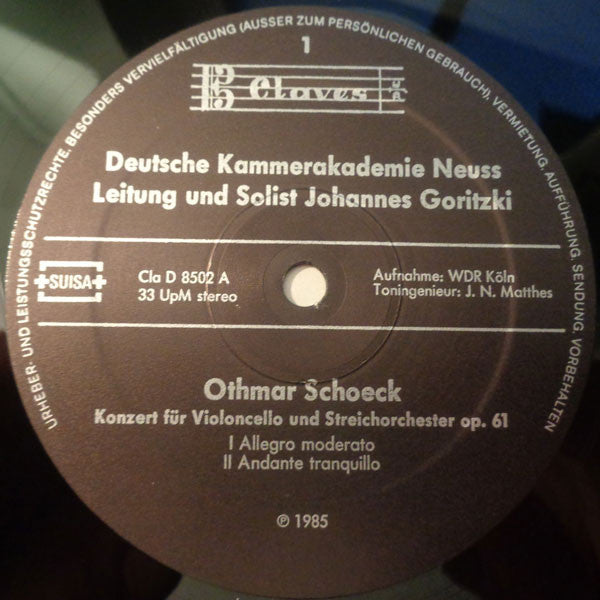 URHEBER- UND LEISTUNGSSCHUTZRECHTE, BESONDERS VERVIELFÄLTIGUNG (AUSSER ZUM PERSÖNLICHEN GEBRAUCH), VERMIETUNG, AUFFÜHRUNG, SENDUNG, VORBEHALTEN
1
Claves
Deutsche Kammerakademie Neuss
Leitung und Solist Johannes Goritzki
SUISA
Cla D 8502 A
33 UpM stereo
Aufnahme: WDR Köln
Toningenieur: J. N. Matthes
Othmar Schoeck
Konzert für Violoncello und Streichorchester op. 61
I Allegro moderato
II Andante tranquillo
℗ 1985